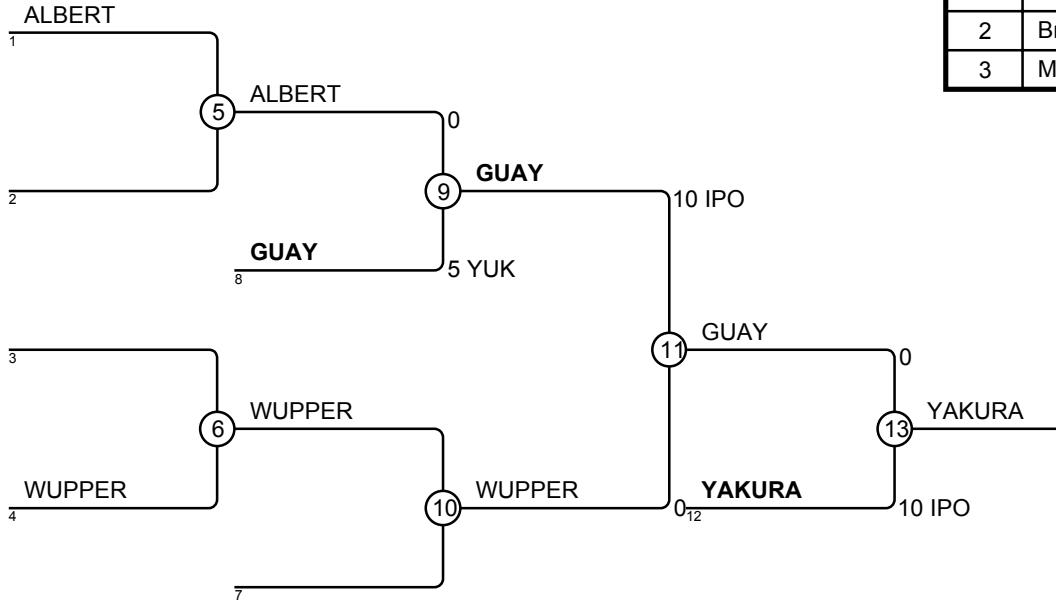 ALBERT
1
2 Br
3 M
5 ALBERT
0
2
9 GUAY
10 IPO
GUAY
8
5 YUK
3
11 GUAY
0
6 WUPPER
13 YAKURA
WUPPER
4
10 WUPPER
0
12
YAKURA
10 IPO
7